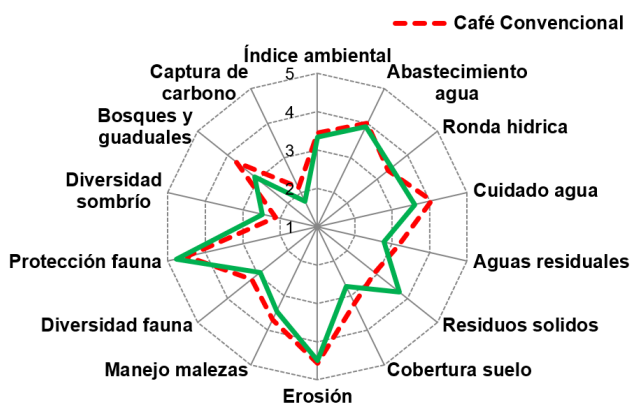 Café Convencional
Índice ambiental
Abastecimiento
agua
Ronda hidrica
Cuidado agua
Aguas residuales
Residuos solidos
Cobertura suelo
Erosión
Manejo malezas
Diversidad fauna
Protección fauna
Diversidad
sombrío
Bosques y
guaduales
Captura de
carbono
5
4
3
2
1